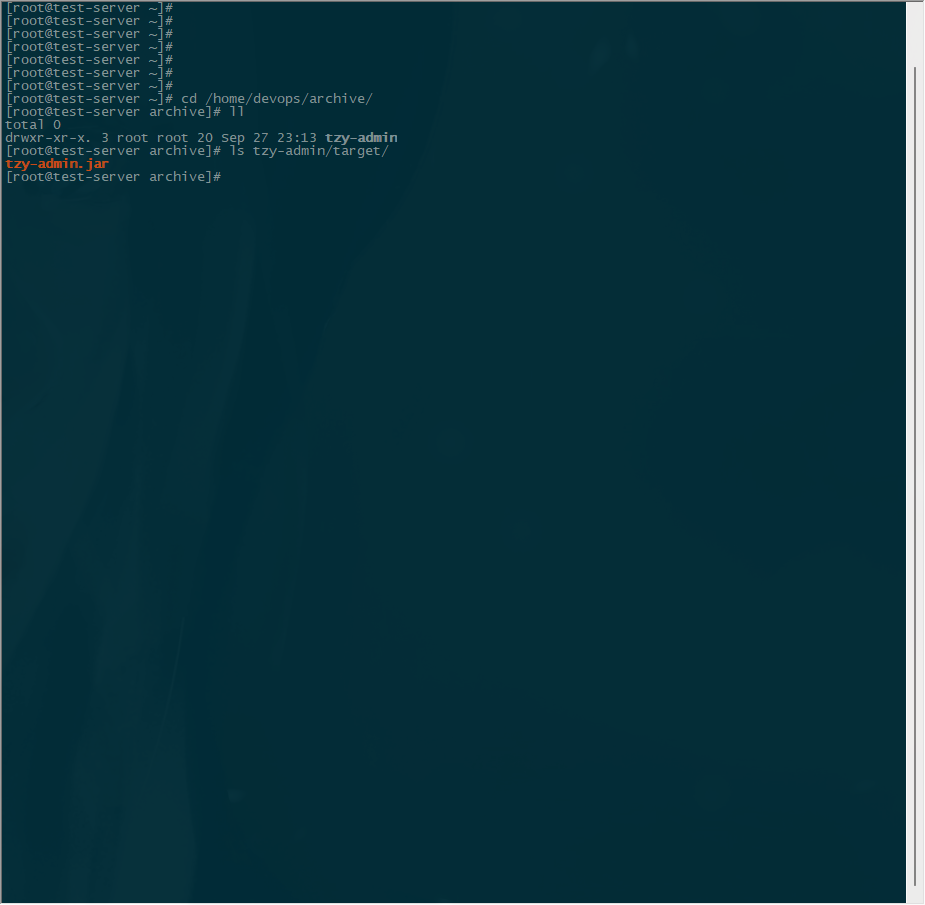 [root@test-server ~]#
[root@test-server ~]#
[root@test-server ~]#
[root@test-server ~]#
[root@test-server ~]#
[root@test-server ~]#
[root@test-server ~]#
[root@test-server ~]# cd /home/devops/archive/
[root@test-server archive]# ll
total 0
drwxr-xr-x. 3 root root 20 Sep 27 23:13 tzy-admin
[root@test-server archive]# ls tzy-admin/target/
tzy-admin.jar
[root@test-server archive]#